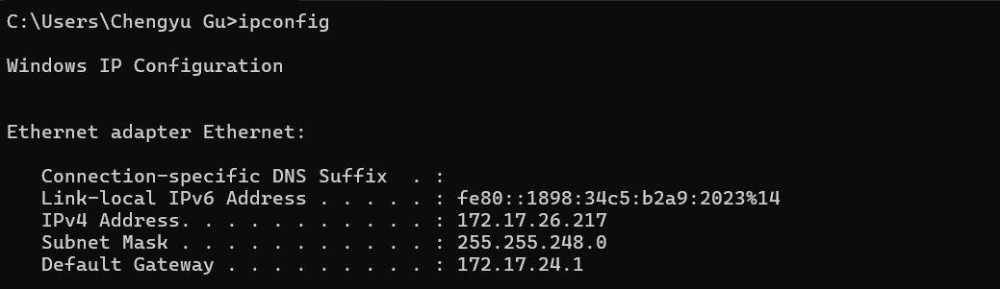 C:\Users\Chengyu Gu>ipconfig
Windows IP Configuration
Ethernet adapter Ethernet:
Connection-specific DNS Suffix  . :
Link-local IPv6 Address . . . . . : fe80::1898:34c5:b2a9:2023%14
IPv4 Address. . . . . . . . . . . : 172.17.26.217
Subnet Mask . . . . . . . . . . . : 255.255.248.0
Default Gateway . . . . . . . . . : 172.17.24.1